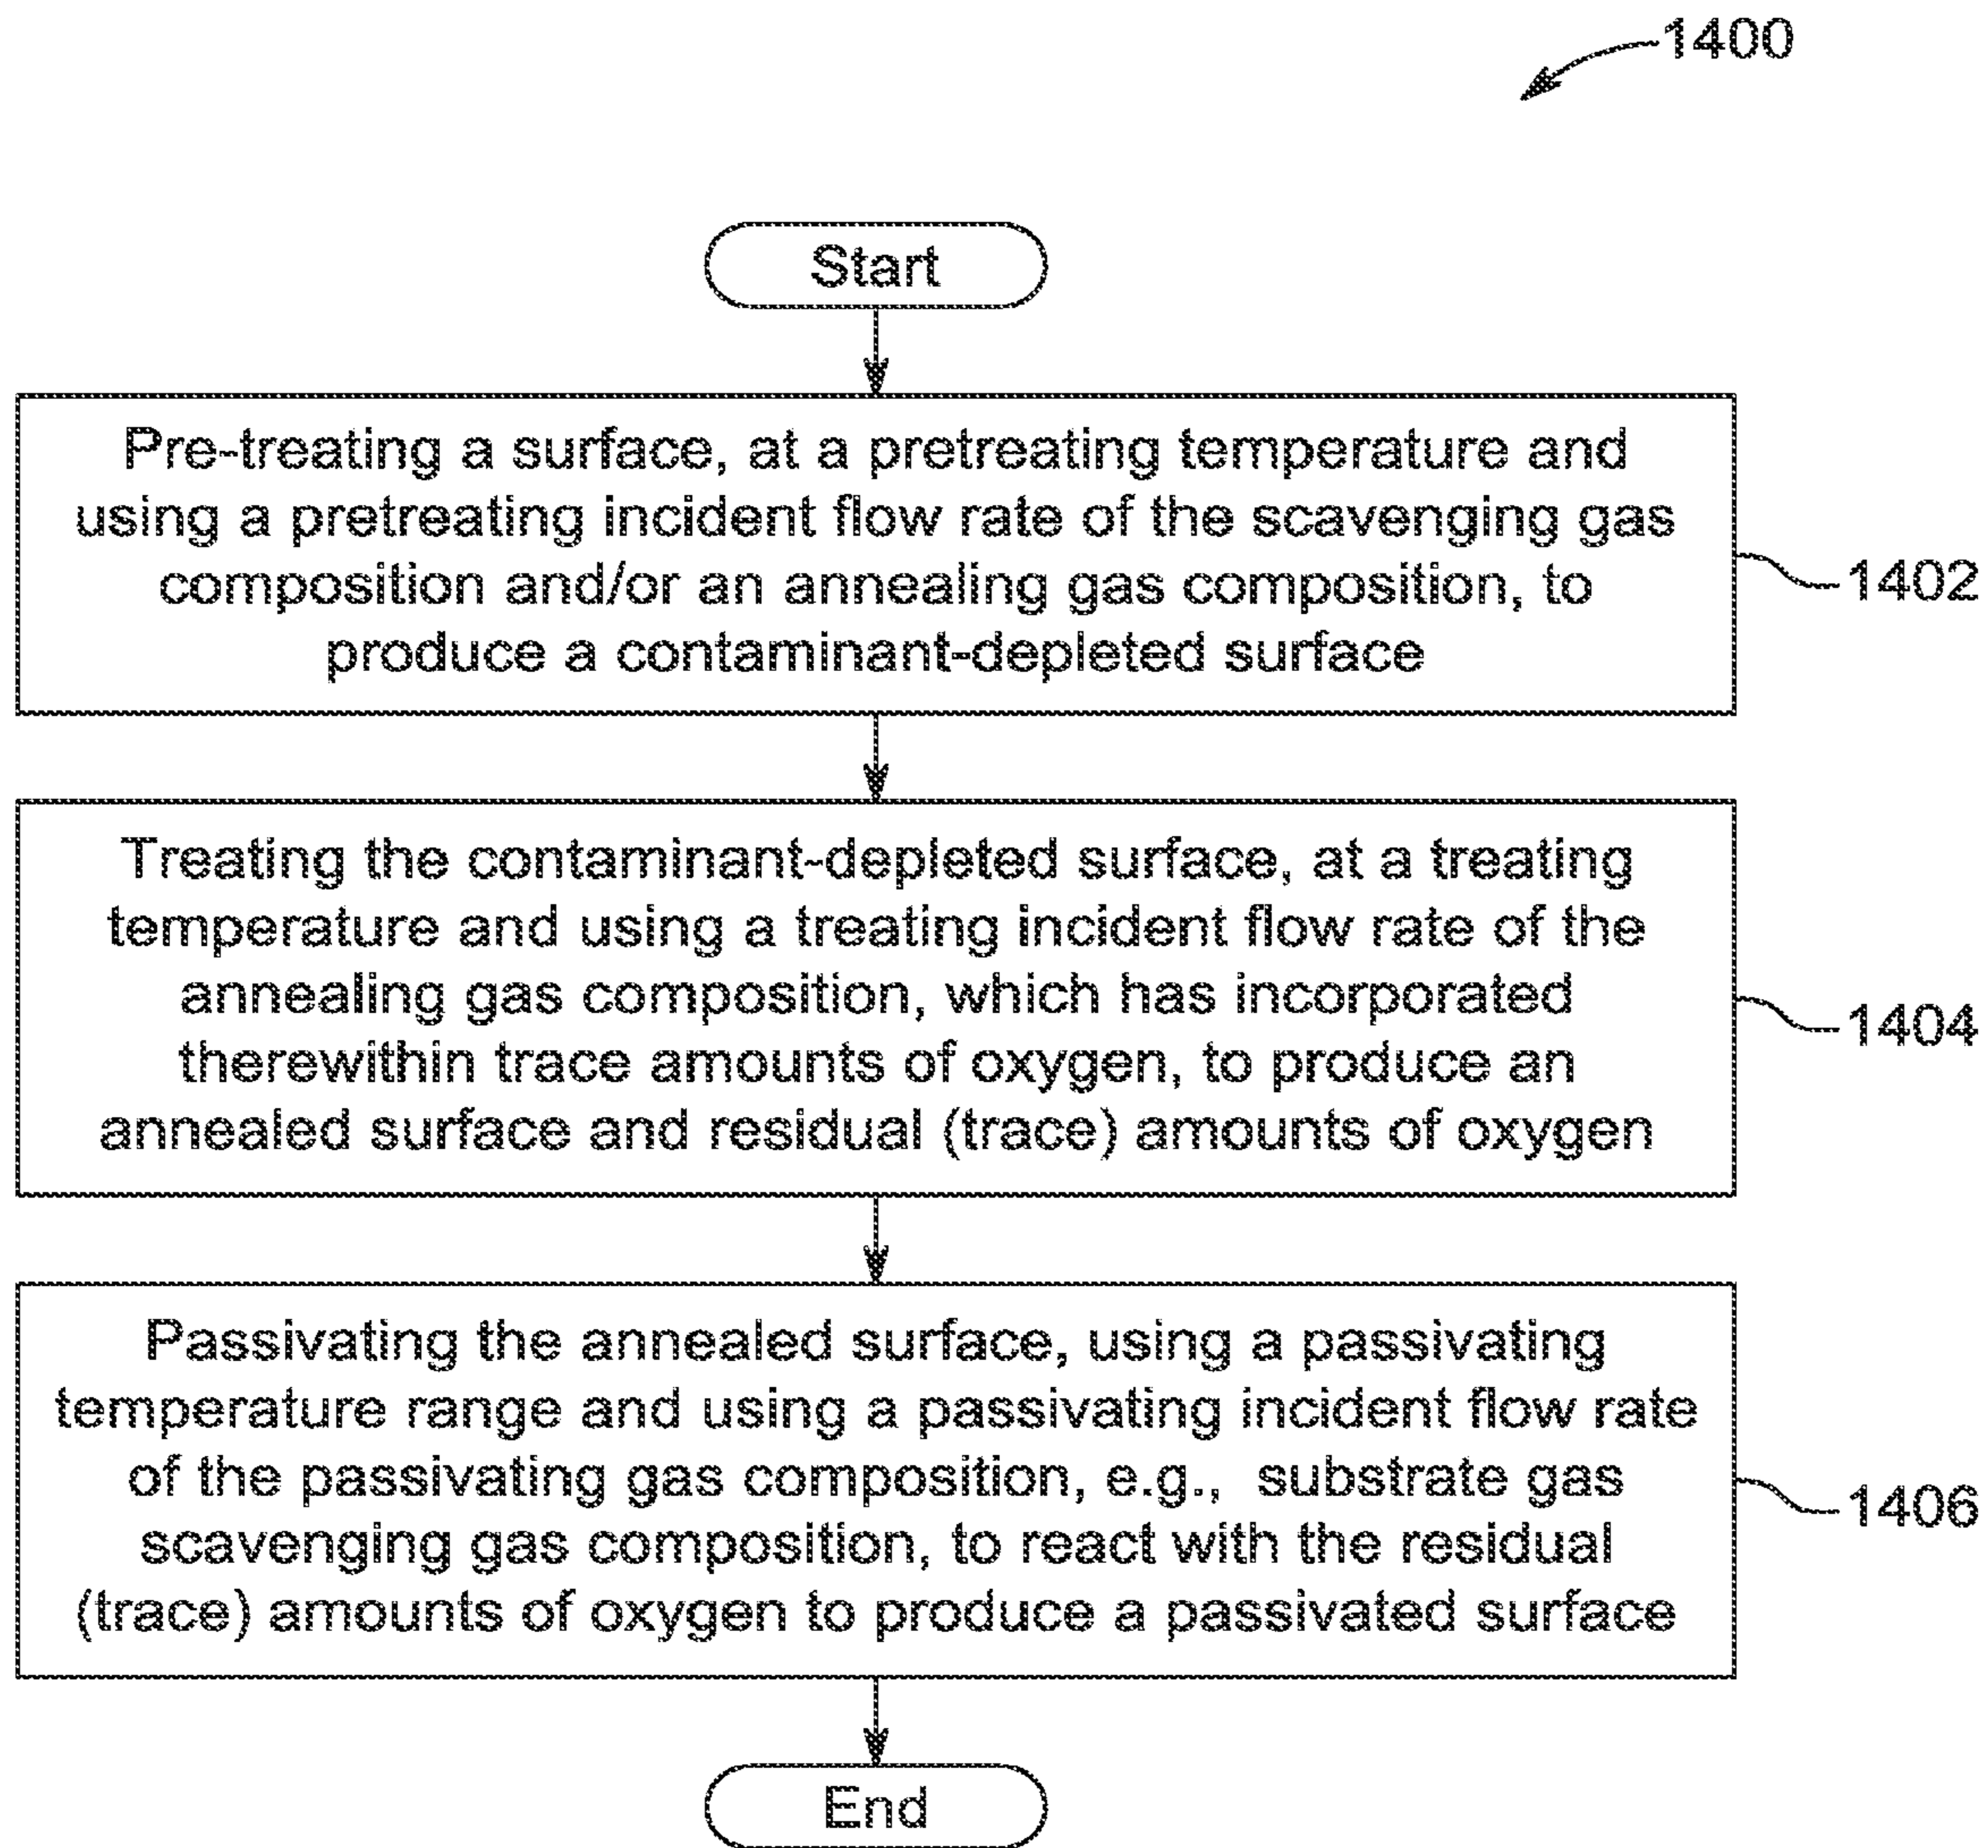 1400
Start
Pre-treating a surface, at a pretreating temperature and
using a pretreating incident flow rate of the scavenging gas
composition and/or an annealing gas composition, to
produce a contaminant-depleted surface
1402
Treating the contaminant-depleted surface, at a treating
temperature and using a treating incident flow rate of the
annealing gas composition, which has incorporated
therewithin trace amounts of oxygen, to produce an
annealed surface and residual (trace) amounts of oxygen
1404
Passivating the annealed surface, using a passivating
temperature range and using a passivating incident flow rate
of the passivating gas composition, e.g., substrate gas
scavenging gas composition, to react with the residual
(trace) amounts of oxygen to produce a passivated surface
1406
End